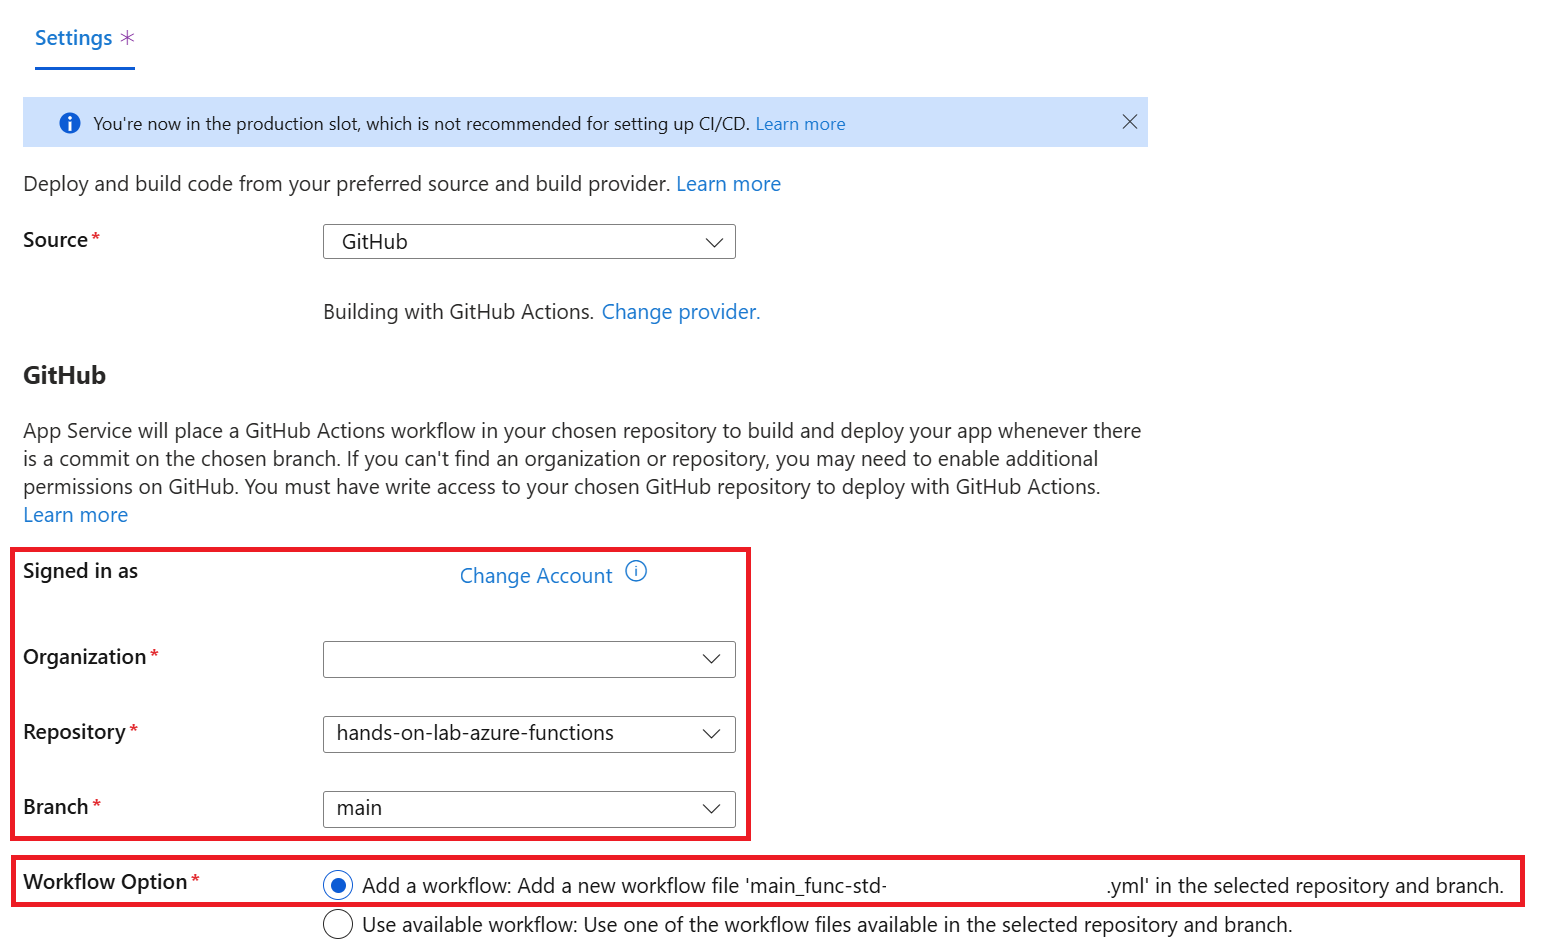 Settings *
You're now in the production slot, which is not recommended for setting up CI/CD. Learn more
Deploy and build code from your preferred source and build provider. Learn more
Source*
GitHub
Building with GitHub Actions. Change provider.
GitHub
App Service will place a GitHub Actions workflow in your chosen repository to build and deploy your app whenever there
is a commit on the chosen branch. If you can't find an organization or repository, you may need to enable additional
permissions on GitHub. You must have write access to your chosen GitHub repository to deploy with GitHub Actions.
Learn more
Signed in as
Change Account
Organization*
Repository*
hands-on-lab-azure-functions
Branch*
main
Workflow Option*
Add a workflow: Add a new workflow file 'main_func-std- .yml' in the selected repository and branch.
Use available workflow: Use one of the workflow files available in the selected repository and branch.